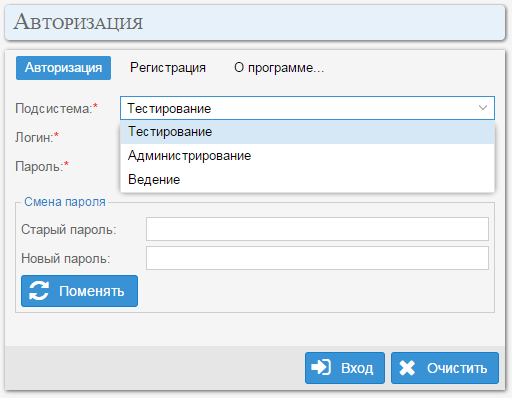 Авторизация
Авторизация Регистрация О программе...
Подсистема:* Тестирование
Тестирование
Логин:*
Администрирование
Пароль:*
Ведение
Смена пароля
Старый пароль:
Новый пароль:
Поменять
Вход Очистить